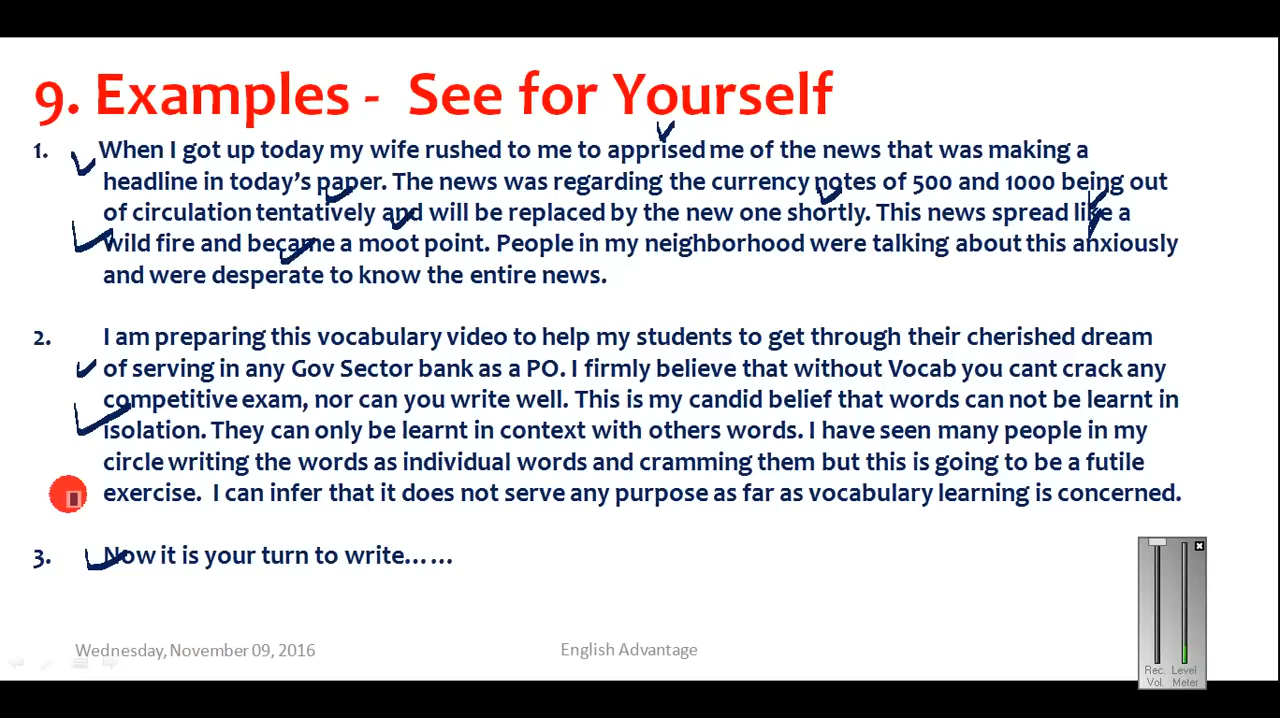 9. Examples - See for Yourself
1. When I got up today my wife rushed to me to apprised me of the news that was making a
headline in today's paper. The news was regarding the currency notes of 500 and 1000 being out
of circulation tentatively and will be replaced by the new one shortly. This news spread like a
wild fire and became a moot point. People in my neighborhood were talking about this anxiously
and were desperate to know the entire news.
2. I am preparing this vocabulary video to help my students to get through their cherished dream
of serving in any Gov Sector bank as a PO. I firmly believe that without Vocab you cant crack any
competitive exam, nor can you write well. This is my candid belief that words can not be learnt in
isolation. They can only be learnt in context with others words. I have seen many people in my
circle writing the words as individual words and cramming them but this is going to be a futile
exercise. I can infer that it does not serve any purpose as far as vocabulary learning is concerned.
3. Now it is your turn to write......
Wednesday, November 09, 2016
English Advantage
Rec. Level
Vol. Meter